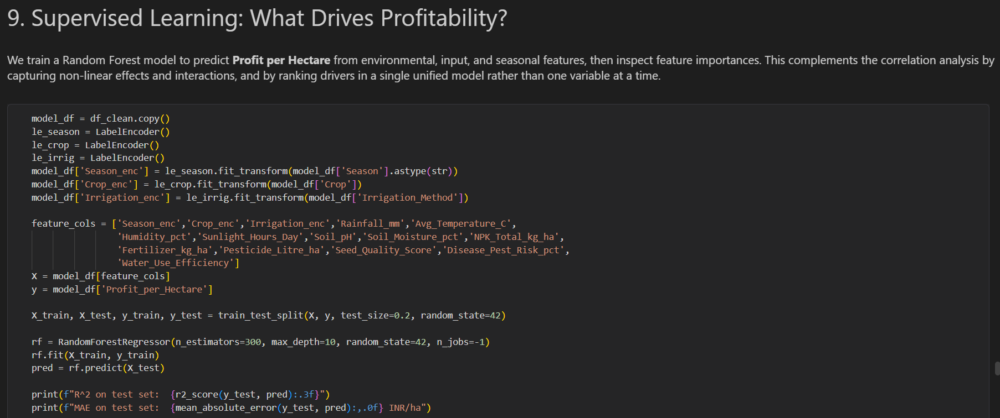 9. Supervised Learning: What Drives Profitability?
We train a Random Forest model to predict Profit per Hectare from environmental, input, and seasonal features, then inspect feature importances. This complements the correlation analysis by
capturing non-linear effects and interactions, and by ranking drivers in a single unified model rather than one variable at a time.
model_df = df_clean.copy()
le_season = LabelEncoder()
le_crop = LabelEncoder()
le_irrig = LabelEncoder()
model_df['Season_enc'] = le_season.fit_transform(model_df['Season'].astype(str))
model_df['Crop_enc'] = le_crop.fit_transform(model_df['Crop'])
model_df['Irrigation_enc'] = le_irrig.fit_transform(model_df['Irrigation_Method'])
feature_cols = ['Season_enc','Crop_enc','Irrigation_enc','Rainfall_mm','Avg_Temperature_C',
'Humidity_pct','Sunlight_Hours_Day','Soil_pH','Soil_Moisture_pct','NPK_Total_kg_ha',
'Fertilizer_kg_ha','Pesticide_Litre_ha','Seed_Quality_Score','Disease_Pest_Risk_pct',
'Water_Use_Efficiency']
X = model_df[feature_cols]
y = model_df['Profit_per_Hectare']
X_train, X_test, y_train, y_test = train_test_split(X, y, test_size=0.2, random_state=42)
rf = RandomForestRegressor(n_estimators=300, max_depth=10, random_state=42, n_jobs=-1)
rf.fit(X_train, y_train)
pred = rf.predict(X_test)
print(f"R^2 on test set:  {r2_score(y_test, pred):.3f}")
print(f"MAE on test set:  {mean_absolute_error(y_test, pred):,.0f} INR/ha")